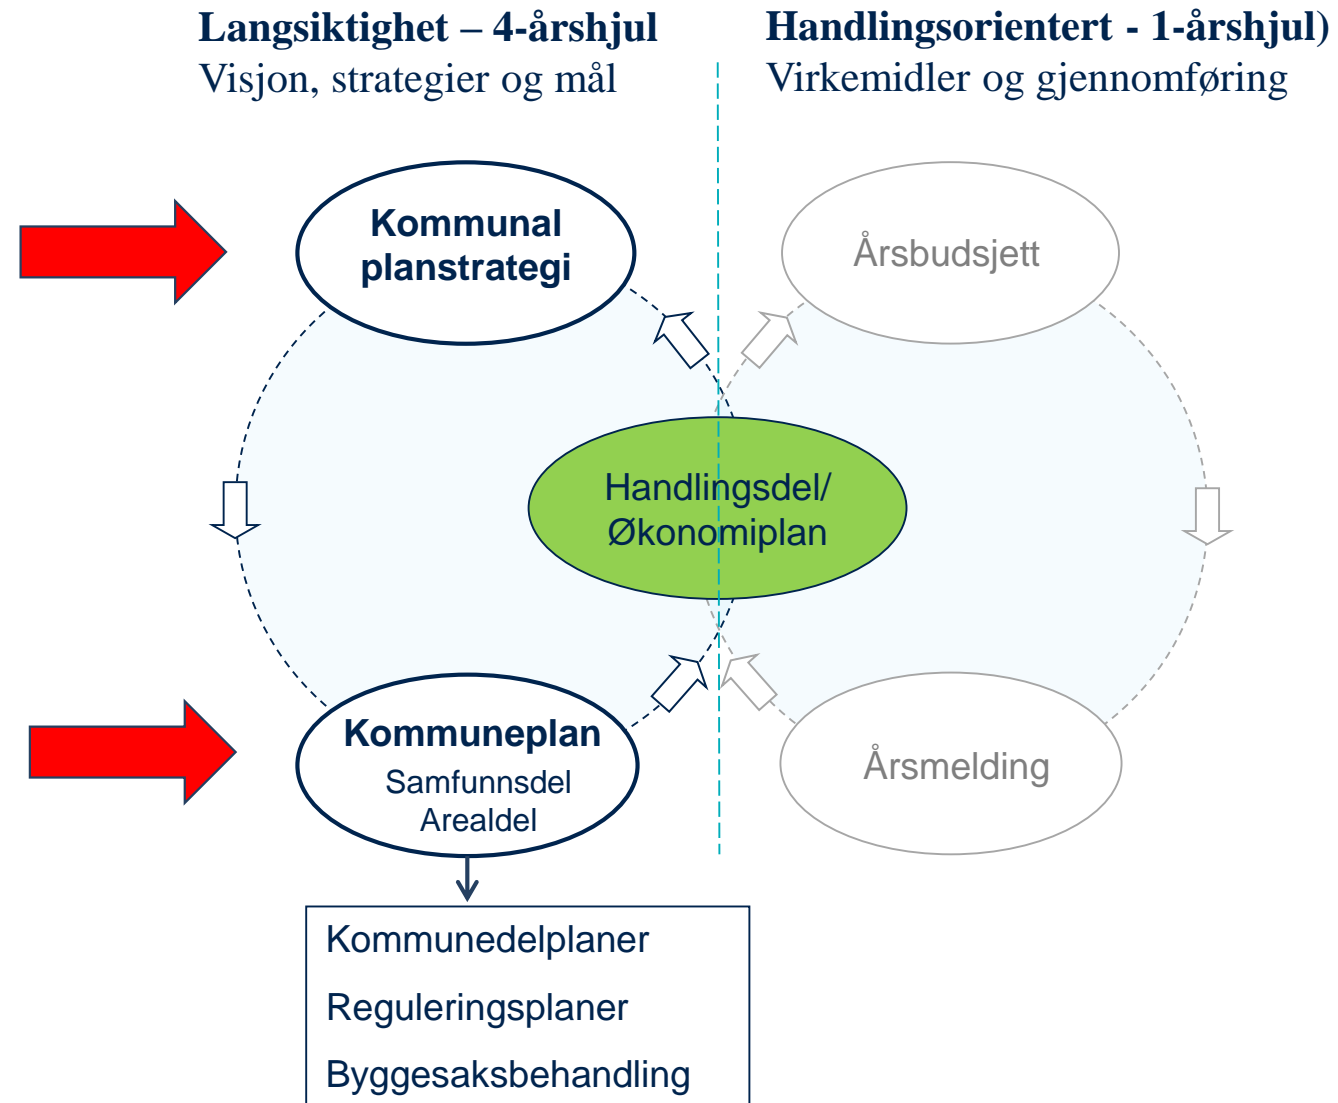 Langsiktighet – 4-årshjul
Visjon, strategier og mål
Handlingsorientert - 1-årshjul)
Virkemidler og gjennomføring
Kommunal
planstrategi
Årsbudsjett
Handlingsdel/
Økonomiplan
Kommuneplan
Samfunnsdel
Arealdel
Årsmelding
Kommunedelplaner
Reguleringsplaner
Byggesaksbehandling